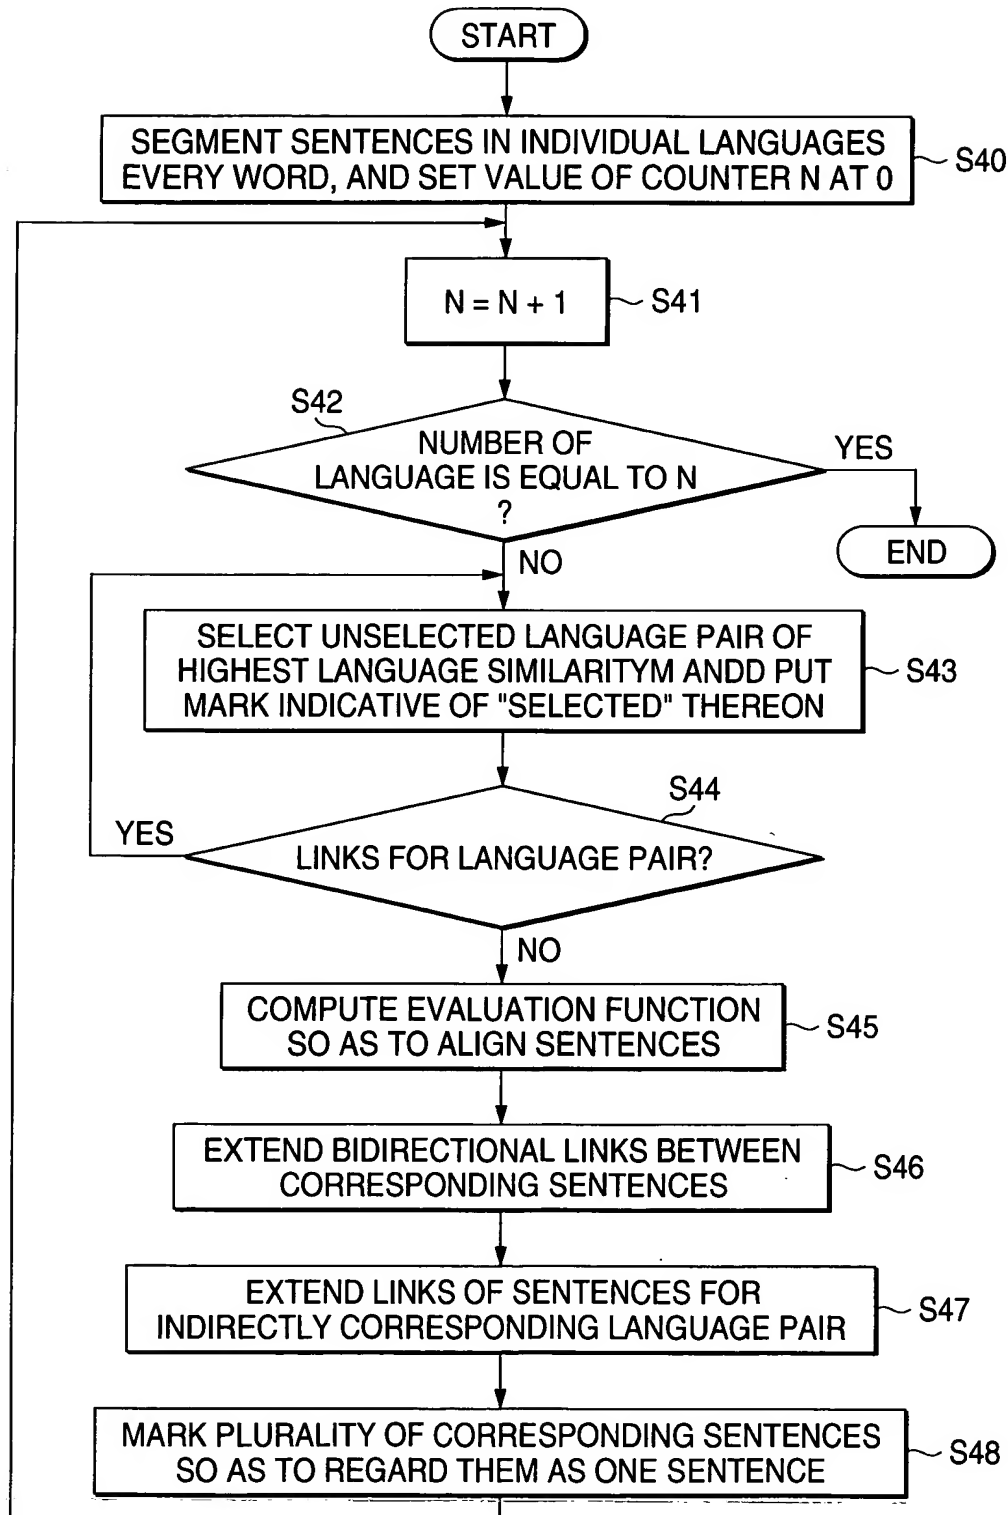 START
SEGMENT SENTENCES IN INDIVIDUAL LANGUAGES
EVERY WORD, AND SET VALUE OF COUNTER N AT 0
S40
N = N + 1
S41
S42
NUMBER OF
LANGUAGE IS EQUAL TO N
?
YES
END
NO
SELECT UNSELECTED LANGUAGE PAIR OF
HIGHEST LANGUAGE SIMILARITYM ANDD PUT
MARK INDICATIVE OF "SELECTED" THEREON
S43
S44
YES
LINKS FOR LANGUAGE PAIR?
NO
COMPUTE EVALUATION FUNCTION
SO AS TO ALIGN SENTENCES
S45
EXTEND BIDIRECTIONAL LINKS BETWEEN
CORRESPONDING SENTENCES
S46
EXTEND LINKS OF SENTENCES FOR
INDIRECTLY CORRESPONDING LANGUAGE PAIR
S47
MARK PLURALITY OF CORRESPONDING SENTENCES
SO AS TO REGARD THEM AS ONE SENTENCE
S48